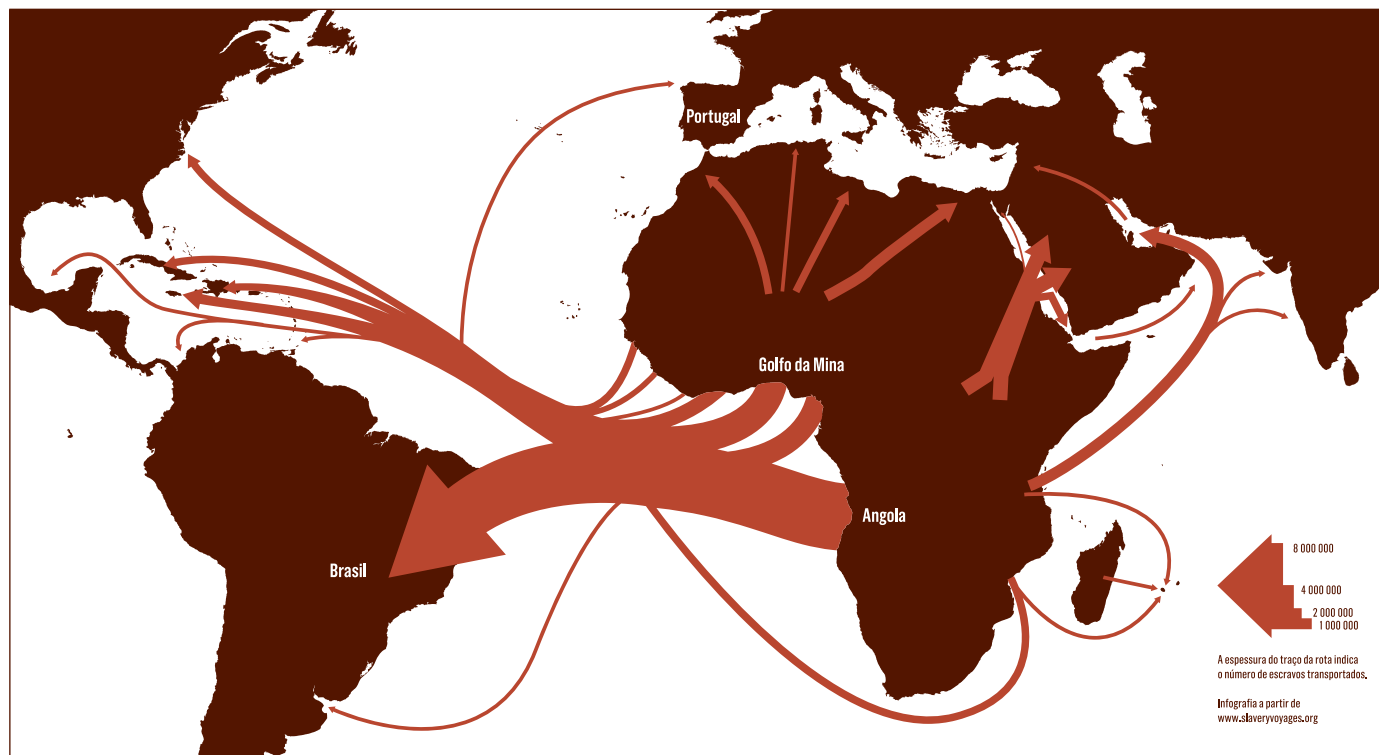 Portugal
Golfo da Mina
Angola
Brasil
8 000 000
4 000 000
2 000 000
1 000 000
A espessura do traço da rota indica
o número de escravos transportados.
Infografia a partir de
www.slaveryvoyages.org